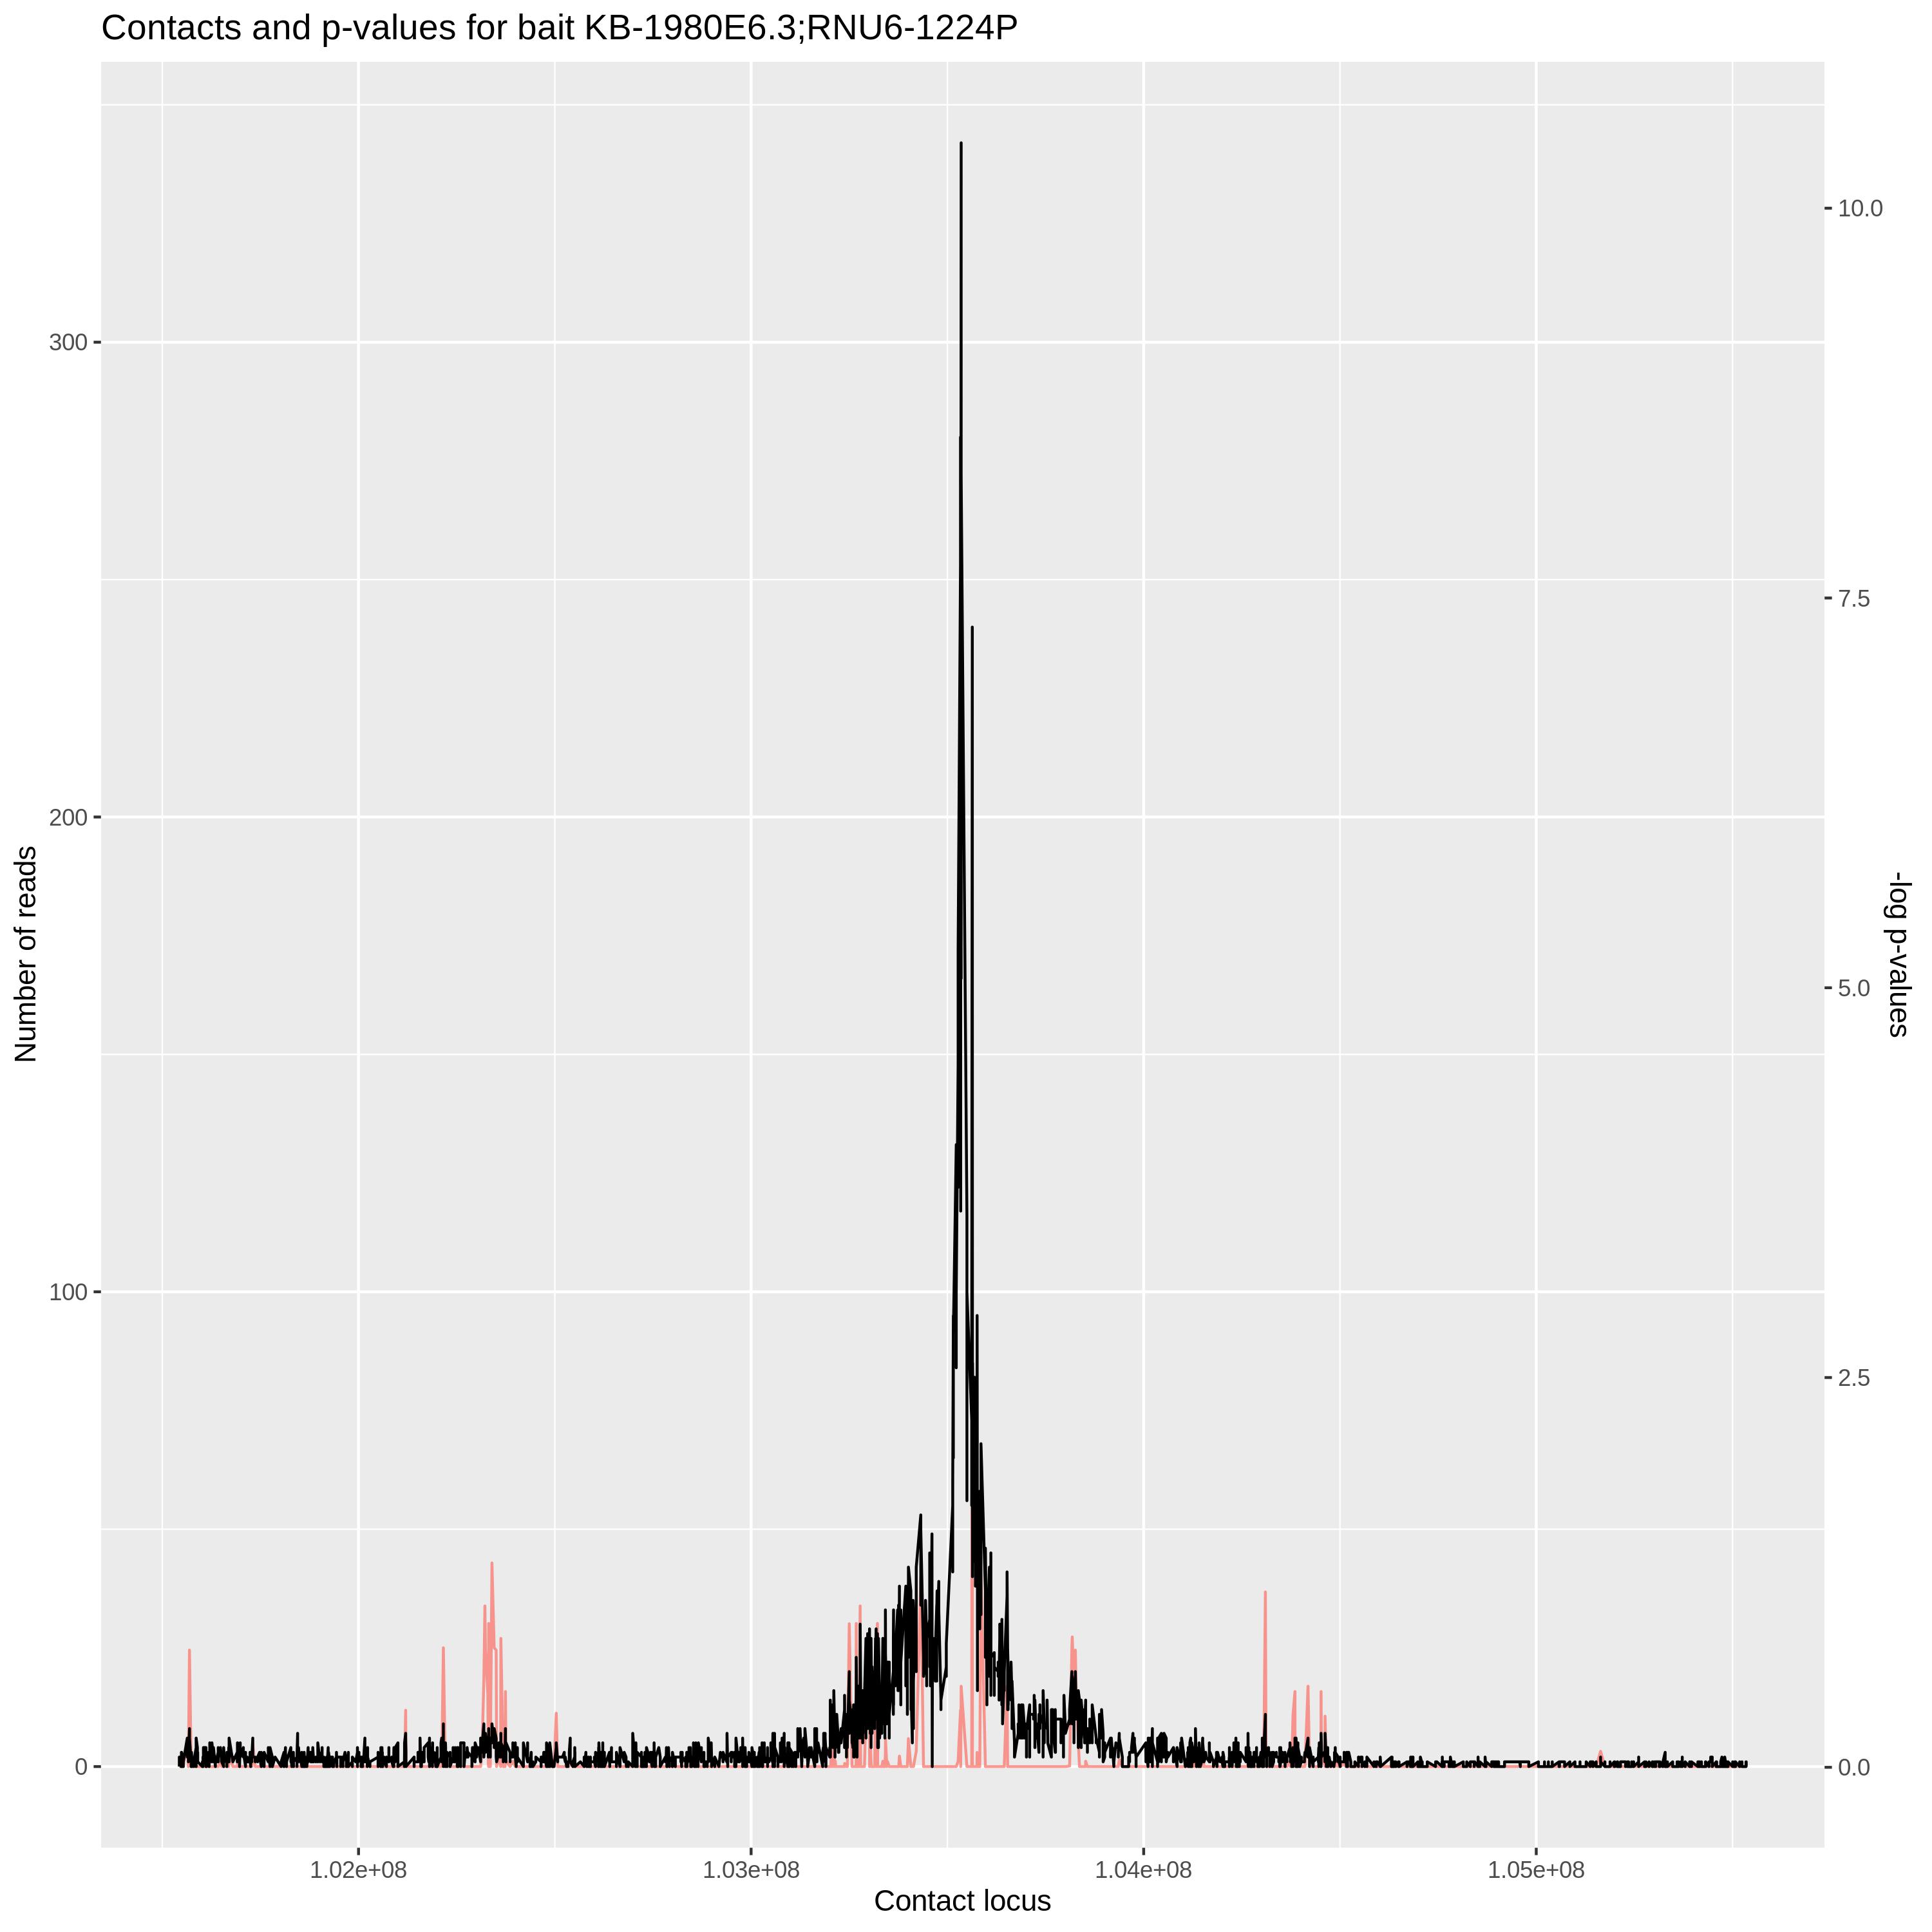 Contacts and p-values for bait KB-1980E6.3;RNU6-1224P
Number of reads
300
200
100
0
10.0
7.5
5.0
2.5
0.0
-log p-values
1.02e+08
1.03e+08
1.04e+08
1.05e+08
Contact locus